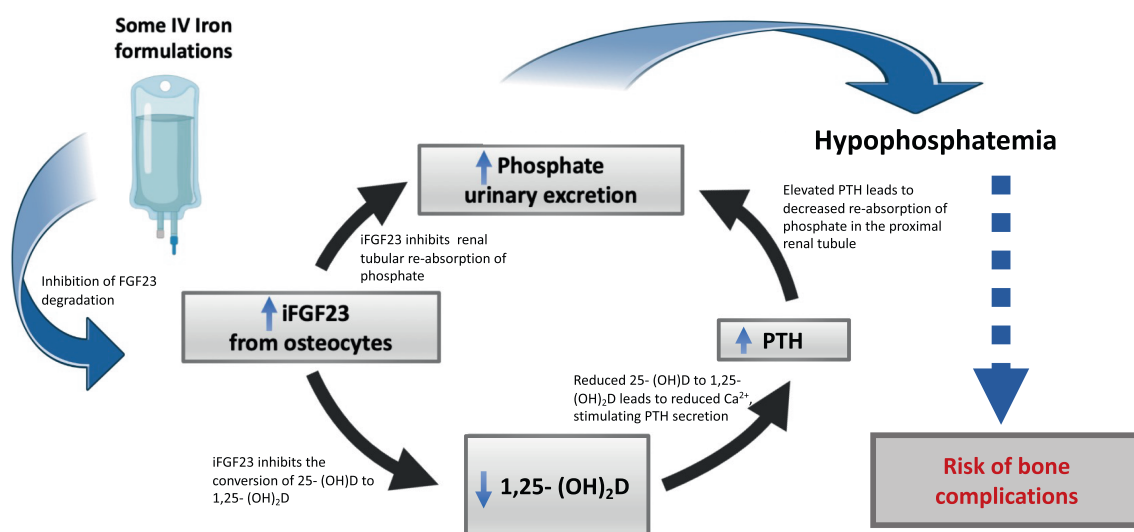 Some IV Iron
formulations
Hypophosphatemia
Phosphate
urinary excretion
Elevated PTH leads to
decreased re-absorption of
phosphate in the proximal
renal tubule
iFGF23 inhibits renal
tubular re-absorption of
phosphate
Inhibition of FGF23
degradation
iFGF23
from osteocytes
PTH
Reduced 25- (OH)D to 1,25-
(OH)₂D leads to reduced Ca²⁺,
stimulating PTH secretion
iFGF23 inhibits the
conversion of 25- (OH)D to
1,25- (OH)₂D
1,25- (OH)₂D
Risk of bone
complications